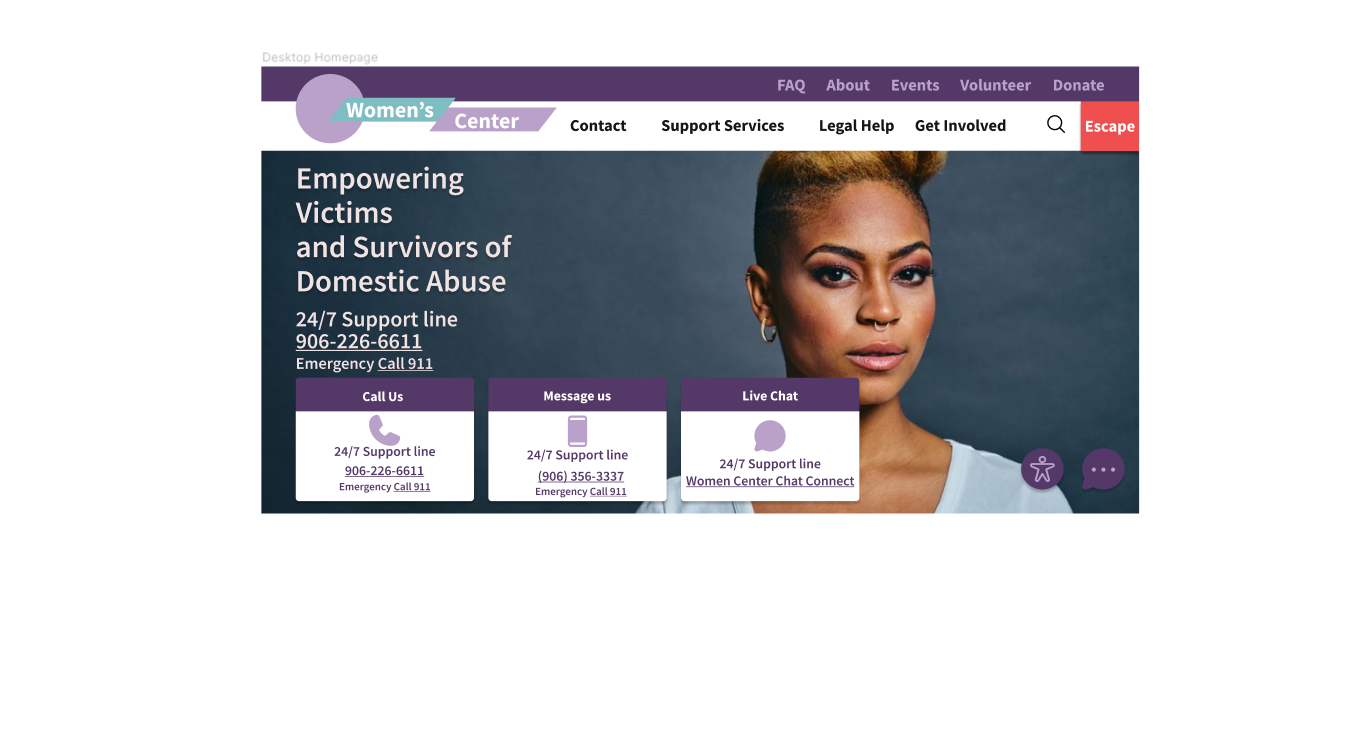 Desktop Homepage
FAQ About Events Volunteer Donate
Women's
Center
Contact Support Services Legal Help Get Involved Escape
Empowering
Victims
and Survivors of
Domestic Abuse
24/7 Support line
906-226-6611
Emergency Call 911
Call Us
24/7 Support line
906-226-6611
Emergency Call 911
Message us
24/7 Support line
(906) 356-3337
Emergency Call 911
Live Chat
24/7 Support line
Women Center Chat Connect